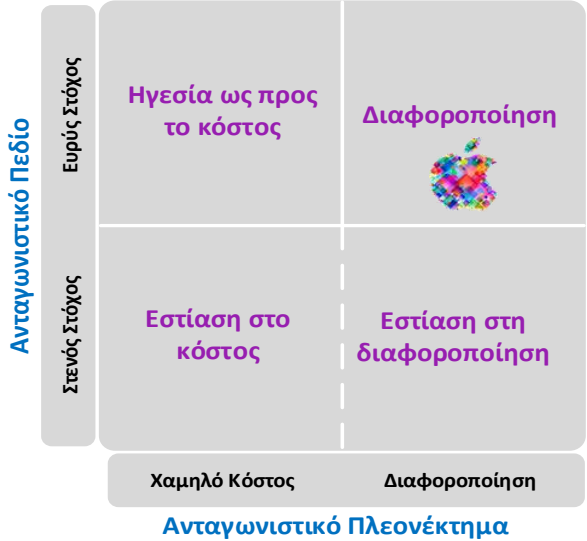 Ανταγωνιστικό Πεδίο
Ευρύς Στόχος
Στενός Στόχος
Ηγεσία ως προς
το κόστος
Διαφοροποίηση
Εστίαση στο
κόστος
Εστίαση στη
διαφοροποίηση
Χαμηλό Κόστος
Διαφοροποίηση
Ανταγωνιστικό Πλεονέκτημα